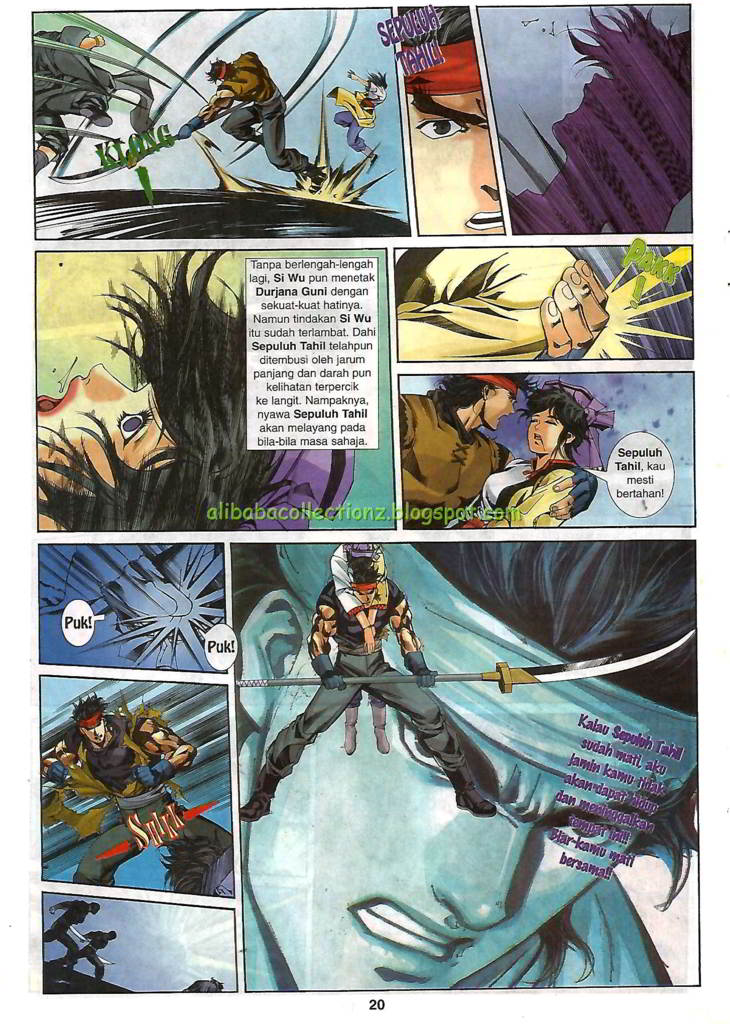 KLONG
!
SEPULUH
TAHIL!
Tanpa berlengah-lengah
lagi, Si Wu pun menetak
Durjana Guni dengan
sekuat-kuat hatinya.
Namun tindakan Si Wu
itu sudah terlambat. Dahi
Sepuluh Tahil telahpun
ditembusi oleh jarum
panjang dan darah pun
kelihatan terpercik
ke langit. Nampaknya,
nyawa Sepuluh Tahil
akan melayang pada
bila-bila masa sahaja.
PAKK
!
Sepuluh
Tahil, kau
mesti
bertahan!
alibabacollectionz.blogspot.com
Puk!
Puk!
Kalau Sepuluh Tahil
sudah mati, aku
jamin kamu tidak
akan dapat hidup
dan meninggalkan
tempat ini!!
Biar kamu mati
bersama!!
20